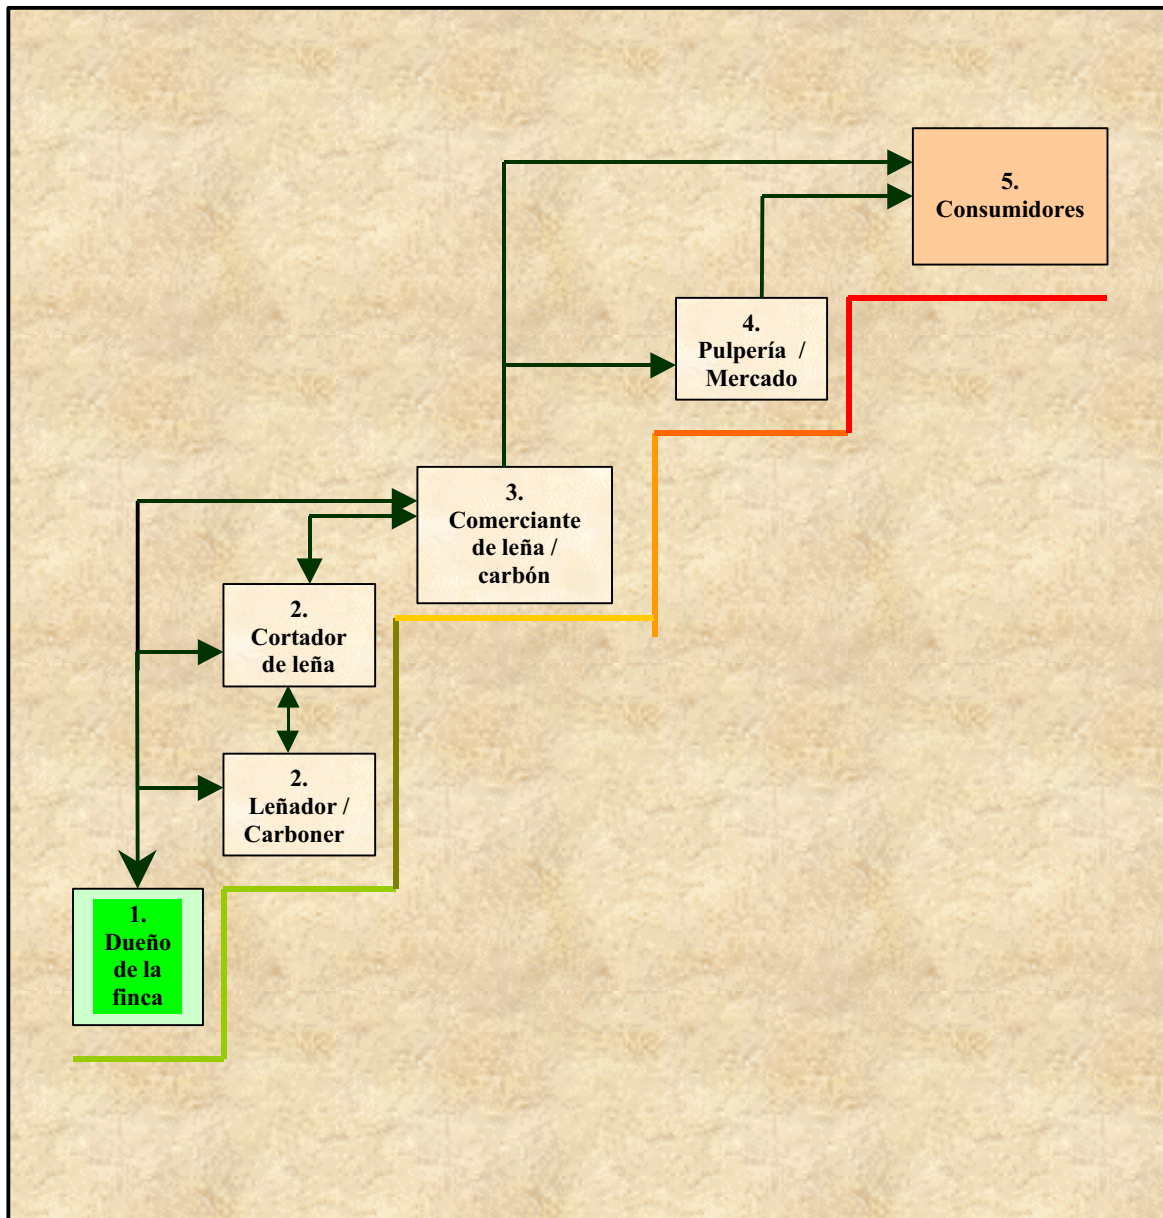 5.
Consumidores
4.
Pulpería / 
Mercado
3.
Comerciante
de leña /
carbón
2.
Cortador
de leña
2.
Leñador /
Carboner
1.
Dueño
de la
finca